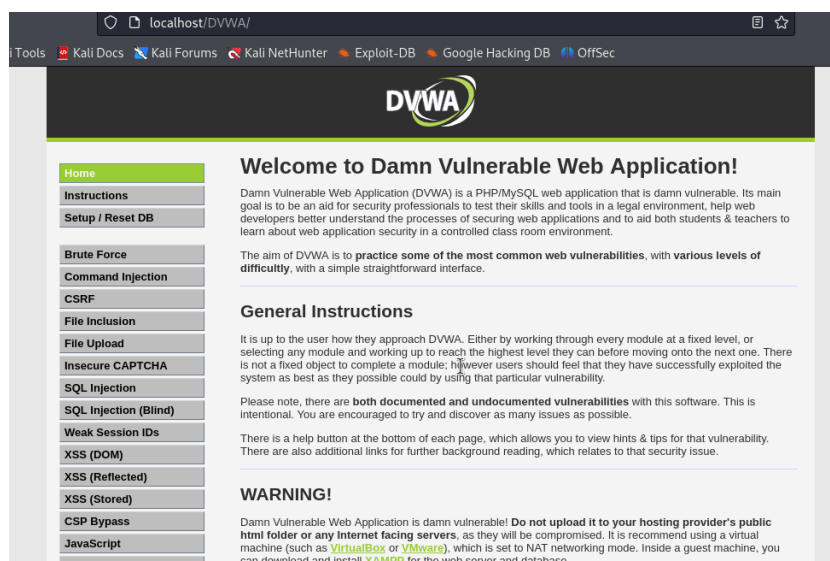 localhost/DVWA/
i Tools Kali Docs Kali Forums Kali NetHunter Exploit-DB Google Hacking DB OffSec
DVWA
Home
Instructions
Setup / Reset DB
Brute Force
Command Injection
CSRF
File Inclusion
File Upload
Insecure CAPTCHA
SQL Injection
SQL Injection (Blind)
Weak Session IDs
XSS (DOM)
XSS (Reflected)
XSS (Stored)
CSP Bypass
JavaScript
Welcome to Damn Vulnerable Web Application!
Damn Vulnerable Web Application (DVWA) is a PHP/MySQL web application that is damn vulnerable. Its main
goal is to be an aid for security professionals to test their skills and tools in a legal environment, help web
developers better understand the processes of securing web applications and to aid both students & teachers to
learn about web application security in a controlled class room environment.
The aim of DVWA is to practice some of the most common web vulnerabilities, with various levels of
difficultly, with a simple straightforward interface.
General Instructions
It is up to the user how they approach DVWA. Either by working through every module at a fixed level, or
selecting any module and working up to reach the highest level they can before moving onto the next one. There
is not a fixed object to complete a module; however users should feel that they have successfully exploited the
system as best as they possible could by using that particular vulnerability.
Please note, there are both documented and undocumented vulnerabilities with this software. This is
intentional. You are encouraged to try and discover as many issues as possible.
There is a help button at the bottom of each page, which allows you to view hints & tips for that vulnerability.
There are also additional links for further background reading, which relates to that security issue.
WARNING!
Damn Vulnerable Web Application is damn vulnerable! Do not upload it to your hosting provider's public
html folder or any Internet facing servers, as they will be compromised. It is recommend using a virtual
machine (such as VirtualBox or VMware), which is set to NAT networking mode. Inside a guest machine, you
can download and install XAMPP for the web server and database.